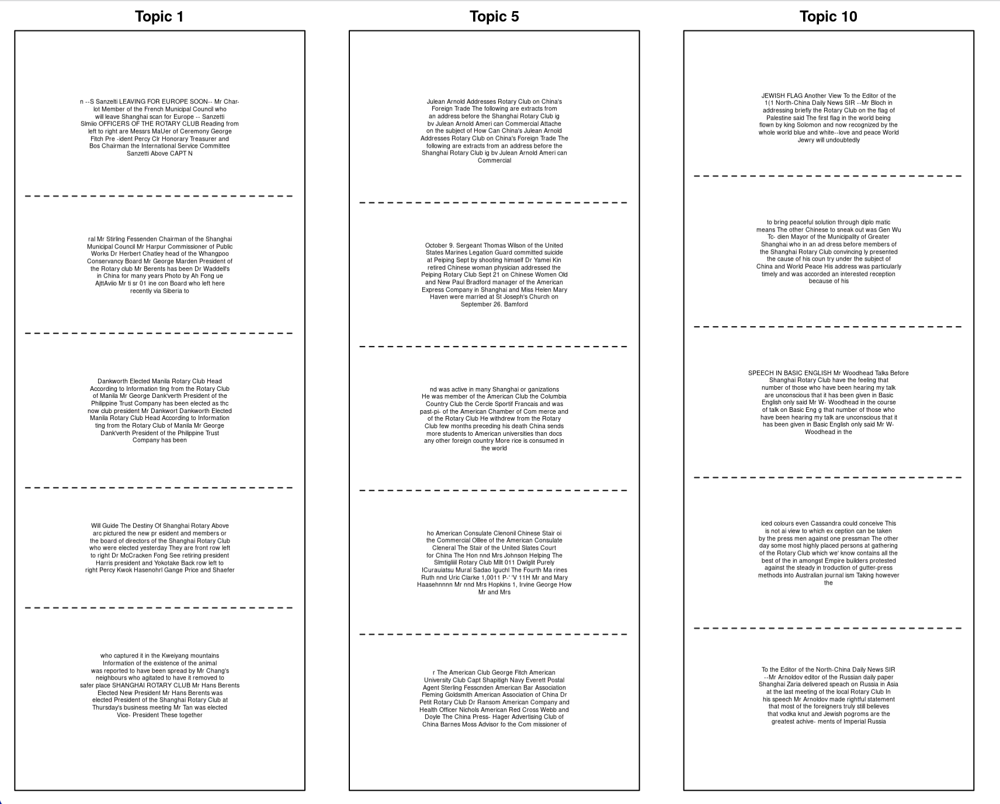 Topic 1
n --S Sanzelti LEAVING FOR EUROPE SOON-- Mr Char-
lot Member of the French Municipal Council who
will leave Shanghai scan for Europe -- Sanzetti
Slmiio OFFICERS OF THE ROTARY CLUB Reading from
left to right are Messrs MaUer of Ceremony George
Fitch Pre -ident Percy Clr Honorary Treasurer and
Bos Chairman the International Service Committee
Sanzetti Above CAPT N
ral Mr Stirling Fessenden Chairman of the Shanghai
Municipal Council Mr Harpur Commissioner of Public
Works Dr Herbert Chatley head of the Whangpoo
Conservancy Board Mr George Marden President of
the Rotary club Mr Berents has been Dr Waddell's
in China for many years Photo by Ah Fong ue
AjttAviio Mr ti sr 01 ine con Board who left here
recently via Siberia to
Dankworth Elected Manila Rotary Club Head
According to Information ting from the Rotary Club
of Manila Mr George Dank'verth President of the
Philippine Trust Company has been elected as thc
now club president Mr Dankwort Dankworth Elected
Manila Rotary Club Head According to Information
ting from the Rotary Club of Manila Mr George
Dank'verth President of the Philippine Trust
Company has been
Will Guide The Destiny Of Shanghai Rotary Above
arc pictured the new pr esident and members or
the board of directors of the Shanghai Rotary Club
who were elected yesterday They are front row left
to right Dr McCracken Fong See retiring president
Harris president and Yokotake Back row left to
right Percy Kwok Hasenohrl Gange Price and Shaefer
who captured it in the Kweiyang mountains
Information of the existence of the animal
was reported to have been spread by Mr Chang's
neighbours who agitated to have it removed to
safer place SHANGHAI ROTARY CLUB Mr Hans Berents
Elected New President Mr Hans Berents was
elected President of the Shanghai Rotary Club at
Thursday's business meeting Mr Tan was elected
Vice- President These together
Topic 5
Julean Arnold Addresses Rotary Club on China's
Foreign Trade The following are extracts from
an address before the Shanghai Rotary Club ig
bv Julean Arnold Ameri can Commercial Attache
on the subject of How Can China's Julean Arnold
Addresses Rotary Club on China's Foreign Trade The
following are extracts from an address before the
Shanghai Rotary Club ig bv Julean Arnold Ameri can
Commercial
October 9. Sergeant Thomas Wilson of the United
States Marines Legation Guard committed suicide
at Peiping Sept by shooting himself Dr Yamei Kin
retired Chinese woman physician addressed the
Peiping Rotary Club Sept 21 on Chinese Women Old
and New Paul Bradford manager of the American
Express Company in Shanghai and Miss Helen Mary
Haven were married at St Joseph's Church on
September 26. Bamford
nd was active in many Shanghai or ganizations
He was member of the American Club the Columbia
Country Club the Cercle Sportif Francais and was
past-pi- of the American Chamber of Com merce and
of the Rotary Club He withdrew from the Rotary
Club few months preceding his death China sends
more students to American universities than docs
any other foreign country More rice is consumed in
the world
ho American Consulate Clenonil Chinese Stair oi
the Commercial Olllee of the American Consulate
Cleneral The Stair of the United Slates Court
for China The Hon nnd Mrs Johnson Helping The
Slmtigliiil Rotary Club Mllt 011 Dwlglit Purely
ICurauiatsu Mural Sadao Iguchl The Fourth Ma rines
Ruth nnd Uric Clarke 1,0011 P-' 'V 11H Mr and Mary
Haasehnnnn Mr nnd Mrs Hopkins 1, Irvine George How
Mr and Mrs
r The American Club George Fitch American
University Club Capt Shapitigh Navy Everett Postal
Agent Sterling Fesscnden American Bar Association
Fleming Goldsmith American Association of China Dr
Petit Rotary Club Dr Ransom American Company and
Health Officer Nichols American Red Cross Webb and
Doyle The China Press- Hager Advertising Club of
China Barnes Moss Advisor fo the Com missioner of
Topic 10
JEWISH FLAG Another View To the Editor of the
1(1 North-China Daily News SIR --Mr Bloch in
addressing briefly the Rotary Club on the flag of
Palestine said The first flag in the world being
flown by king Solomon and now recognized by the
whole world blue and white--love and peace World
Jewry will undoubtedly
to bring peaceful solution through diplo matic
means The other Chinese to sneak out was Gen Wu
Tc- dien Mayor of the Municipality of Greater
Shanghai who in an ad dress before members of
the Shanghai Rotary Club convincing ly presented
the cause of his coun try under the subject of
China and World Peace His address was particularly
timely and was accorded an interested reception
because of his
SPEECH IN BASIC ENGLISH Mr Woodhead Talks Before
Shanghai Rotary Club have the feeling that
number of those who have been hearing my talk
are unconscious that it has been given in Basic
English only said Mr W- Woodhead in the course
of talk on Basic Eng g that number of those who
have been hearing my talk are unconscious that it
has been given in Basic English only said Mr W-
Woodhead in the
iced colours even Cassandra could conceive This
is not ai view to which ex ception can be taken
by the press men against one pressman The other
day some most highly placed persons at gathering
of the Rotary Club which we' know contains all the
best of the in amongst Empire builders protested
against the steady in troduction of gutter-press
methods into Australian journal ism Taking however
the
To the Editor of the North-China Daily News SIR
--Mr Arnoldov editor of the Russian daily paper
Shanghai Zaria delivered speach on Russia in Asia
at the last meeting of the local Rotary Club In
his speech Mr Arnoldov made rightful statement
that most of the foreigners truly still believes
that vodka knut and Jewish pogroms are the
greatest achive- ments of Imperial Russia